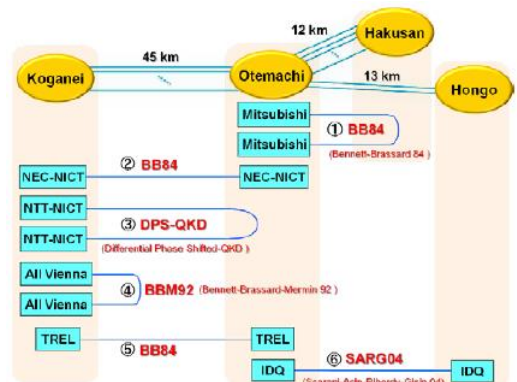 12 km
Hakusan
45 km
Koganei
Otemachi
13 km
Hongo
Mitsubishi
① BB84
Mitsubishi
(Bennett-Brassard 84 )
② BB84
NEC-NICT
NEC-NICT
NTT-NICT
③ DPS-QKD
NTT-NICT
(Differential Phase Shifted-QKD )
All Vienna
④ BBM92 (Bennett-Brassard-Mermin 92 )
All Vienna
TREL
TREL
⑤ BB84
⑥ SARG04
IDQ
IDQ